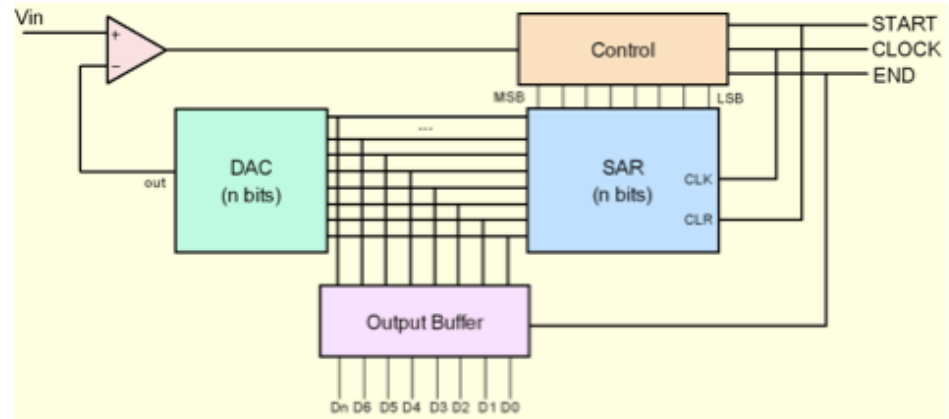 Vin
START
CLOCK
END
+
−
Control
MSB
LSB
---
DAC
(n bits)
out
SAR
(n bits)
CLK
CLR
Output Buffer
Dn D6 D5 D4 D3 D2 D1 D0